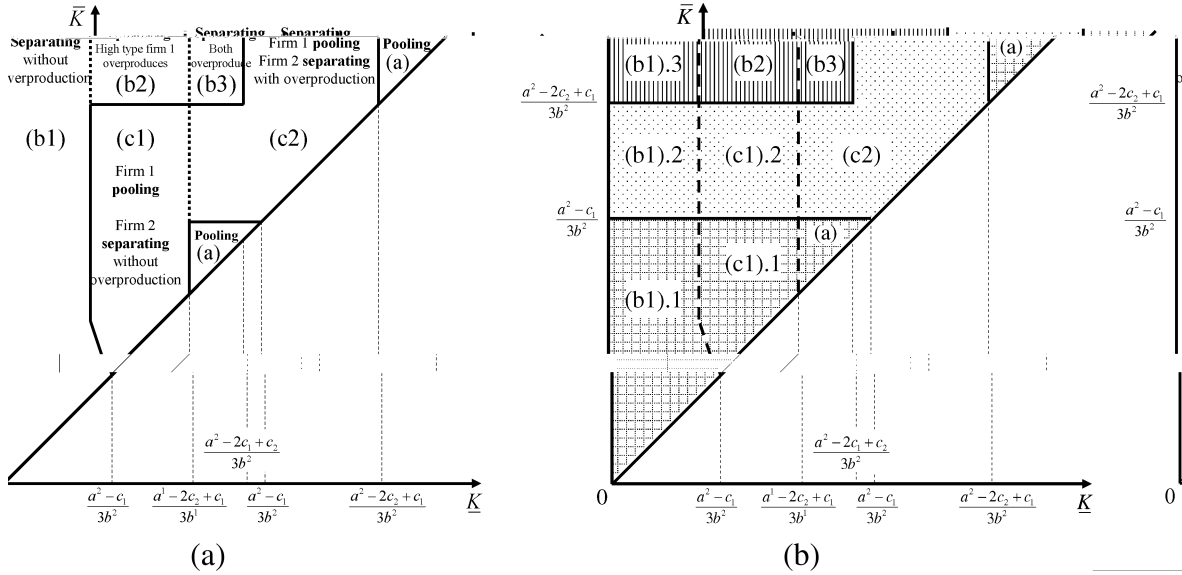 K̅
Separating Separating
Separating
without
verproduction
High type firm 1
overproduces
(b2)
Both
overproduce
(b3)
Firm 1 pooling
Firm 2 separating
with overproduction
Pooling
(a)
(b1)
(c1)
(c2)
Firm 1
pooling
Firm 2
separating
without
overproduction
Pooling
(a)
(a² − 2c₁ + c₂)/(3b²)
(a² − c₁)/(3b²)
(a¹ − 2c₂ + c₁)/(3b¹)
(a² − c₁)/(3b²)
(a² − 2c₂ + c₁)/(3b²)
K̲
(a)
K̅
(b1).3
(b2)
(b3)
(a)
(a² − 2c₂ + c₁)/(3b²)
(b1).2
(c1).2
(c2)
(a² − c₁)/(3b²)
(a)
(c1).1
(b1).1
(a² − 2c₁ + c₂)/(3b²)
0
(a² − c₁)/(3b²)
(a¹ − 2c₂ + c₁)/(3b¹)
(a² − c₁)/(3b²)
(a² − 2c₂ + c₁)/(3b²)
K̲
(b)
(a² − 2c₂ + c₁)/(3b²)
(a² − c₁)/(3b²)
0